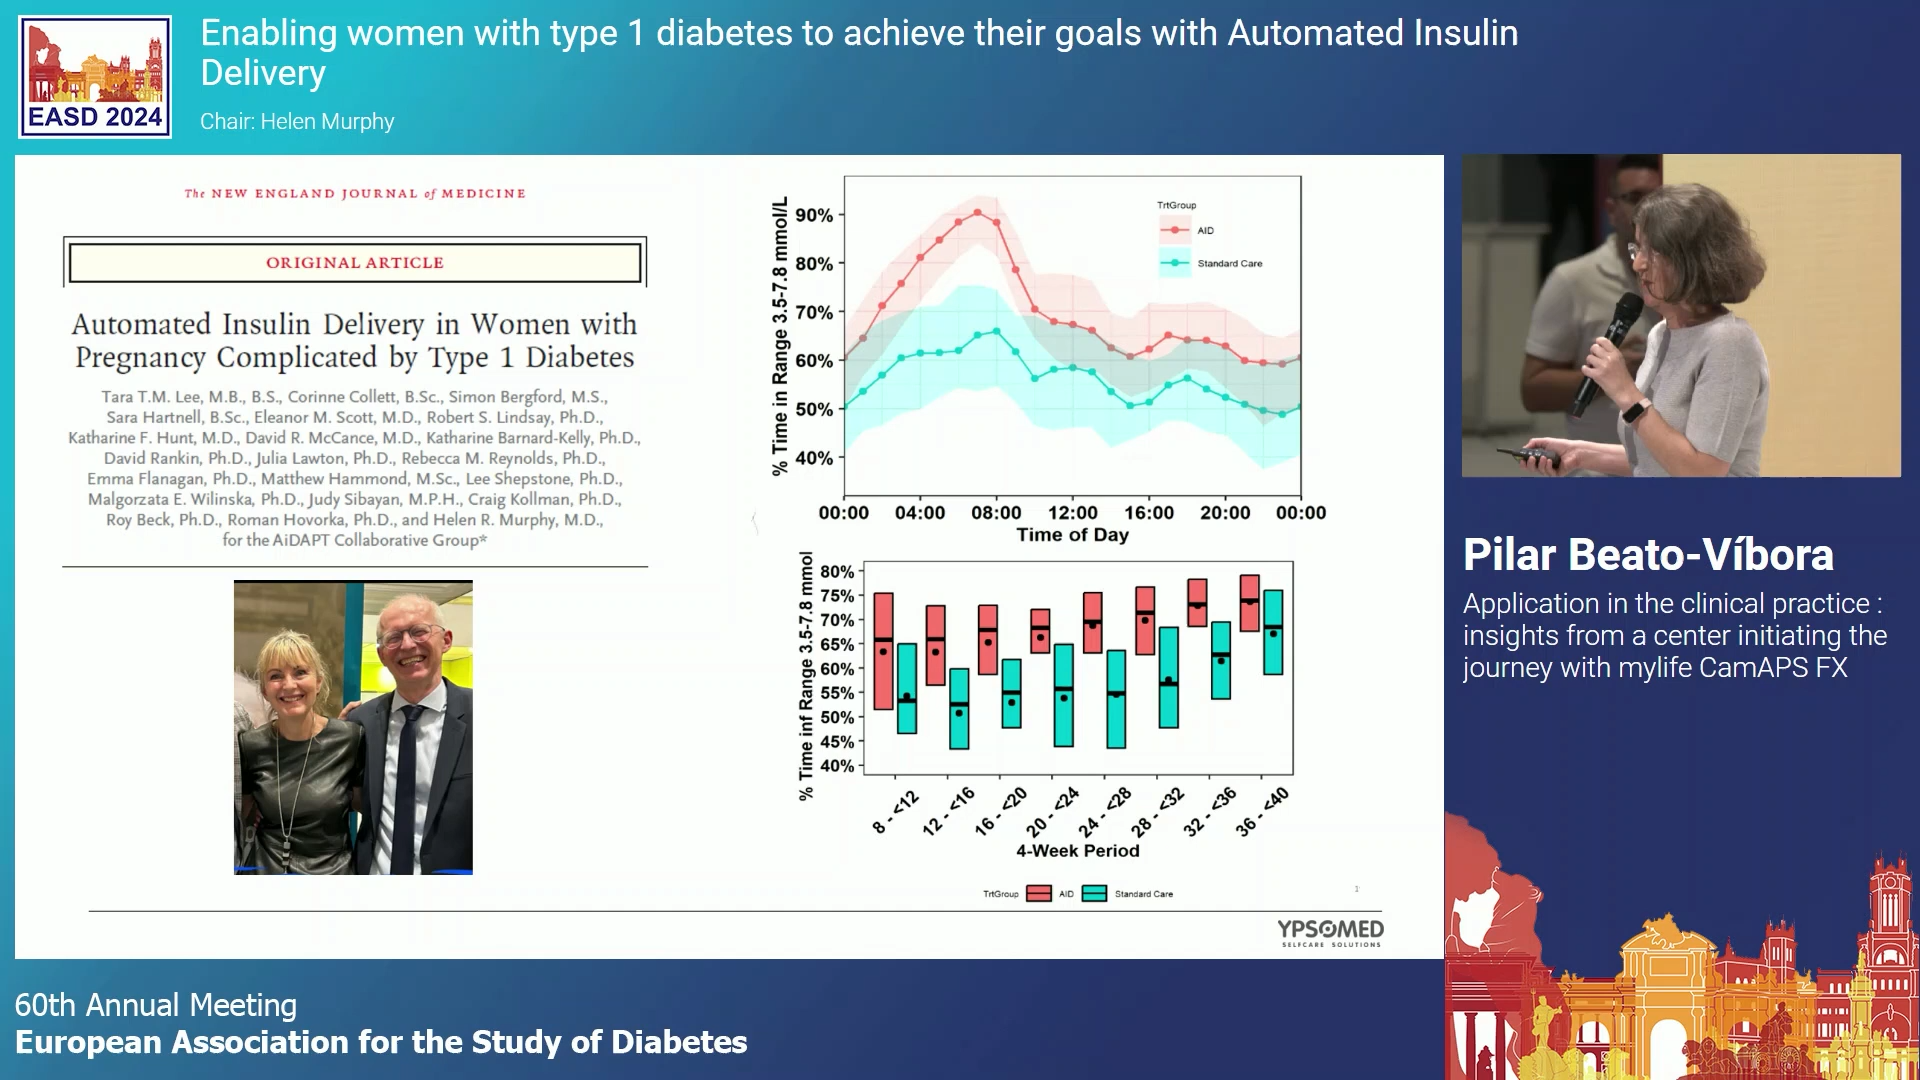 EASD 2024
Enabling women with type 1 diabetes to achieve their goals with Automated Insulin
Delivery
Chair: Helen Murphy
The NEW ENGLAND JOURNAL of MEDICINE
ORIGINAL ARTICLE
Automated Insulin Delivery in Women with
Pregnancy Complicated by Type 1 Diabetes
Tara T.M. Lee, M.B., B.S., Corinne Collett, B.Sc., Simon Bergford, M.S.,
Sara Hartnell, B.Sc., Eleanor M. Scott, M.D., Robert S. Lindsay, Ph.D.,
Katharine F. Hunt, M.D., David R. McCance, M.D., Katharine Barnard-Kelly, Ph.D.,
David Rankin, Ph.D., Julia Lawton, Ph.D., Rebecca M. Reynolds, Ph.D.,
Emma Flanagan, Ph.D., Matthew Hammond, M.Sc., Lee Shepstone, Ph.D.,
Malgorzata E. Wilinska, Ph.D., Judy Sibayan, M.P.H., Craig Kollman, Ph.D.,
Roy Beck, Ph.D., Roman Hovorka, Ph.D., and Helen R. Murphy, M.D.,
for the AiDAPT Collaborative Group*
% Time in Range 3.5-7.8 mmol/L
90%
80%
70%
60%
50%
40%
TrtGroup
AID
Standard Care
00:00 04:00 08:00 12:00 16:00 20:00 00:00
Time of Day
% Time inf Range 3.5-7.8 mmol
80%
75%
70%
65%
60%
55%
50%
45%
40%
8 - <12 12 - <16 16 - <20 20 - <24 24 - <28 28 - <32 32 - <36 36 - <40
4-Week Period
TrtGroup AID Standard Care
1
YPSOMED
SELFCARE SOLUTIONS
Pilar Beato-Víbora
Application in the clinical practice :
insights from a center initiating the
journey with mylife CamAPS FX
60th Annual Meeting
European Association for the Study of Diabetes